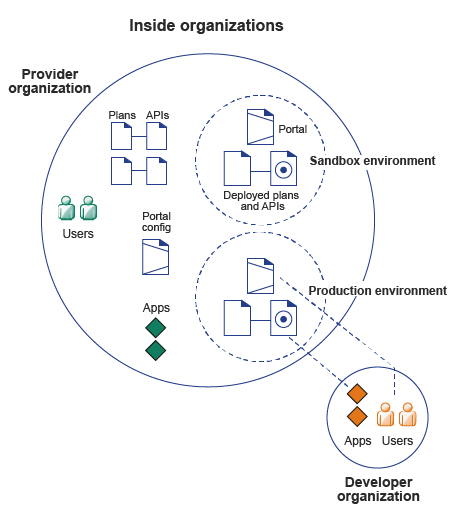 Inside organizations
Provider
organization
Plans APIs
Portal
Sandbox environment
Deployed plans
and APIs
Users
Portal
config
Production environment
Apps
Apps Users
Developer
organization